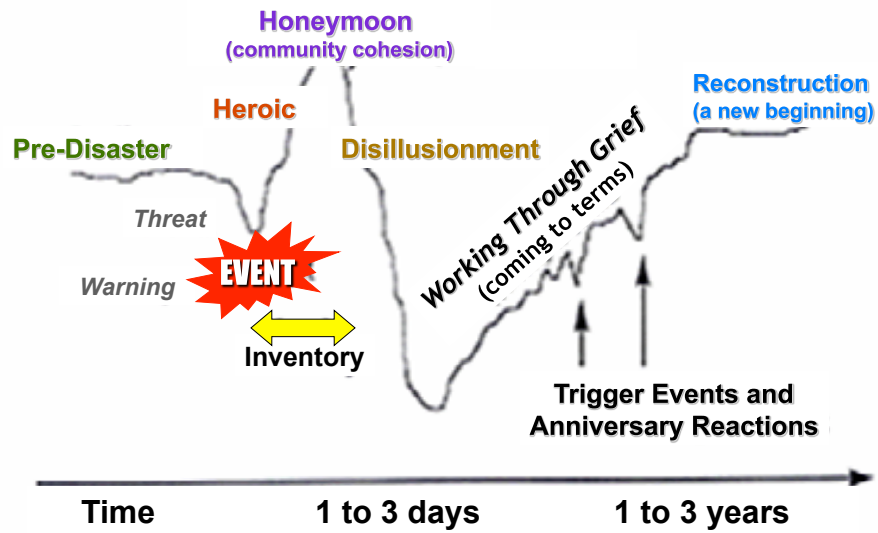 Honeymoon
(community cohesion)
Heroic
Reconstruction
(a new beginning)
Pre-Disaster
Disillusionment
Working Through Grief
(coming to terms)
Threat
Warning
EVENT
Inventory
Trigger Events and
Anniversary Reactions
Time
1 to 3 days
1 to 3 years